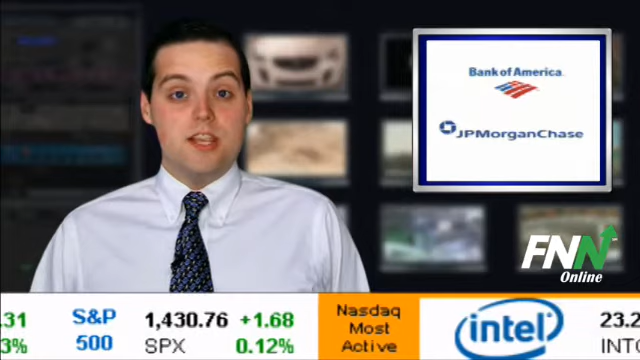 Bank of America
JPMorganChase
FNN
Online
.31
3%
S&P
500
1,430.76 +1.68
SPX 0.12%
Nasdaq
Most
Active
intel
23.2
INTC